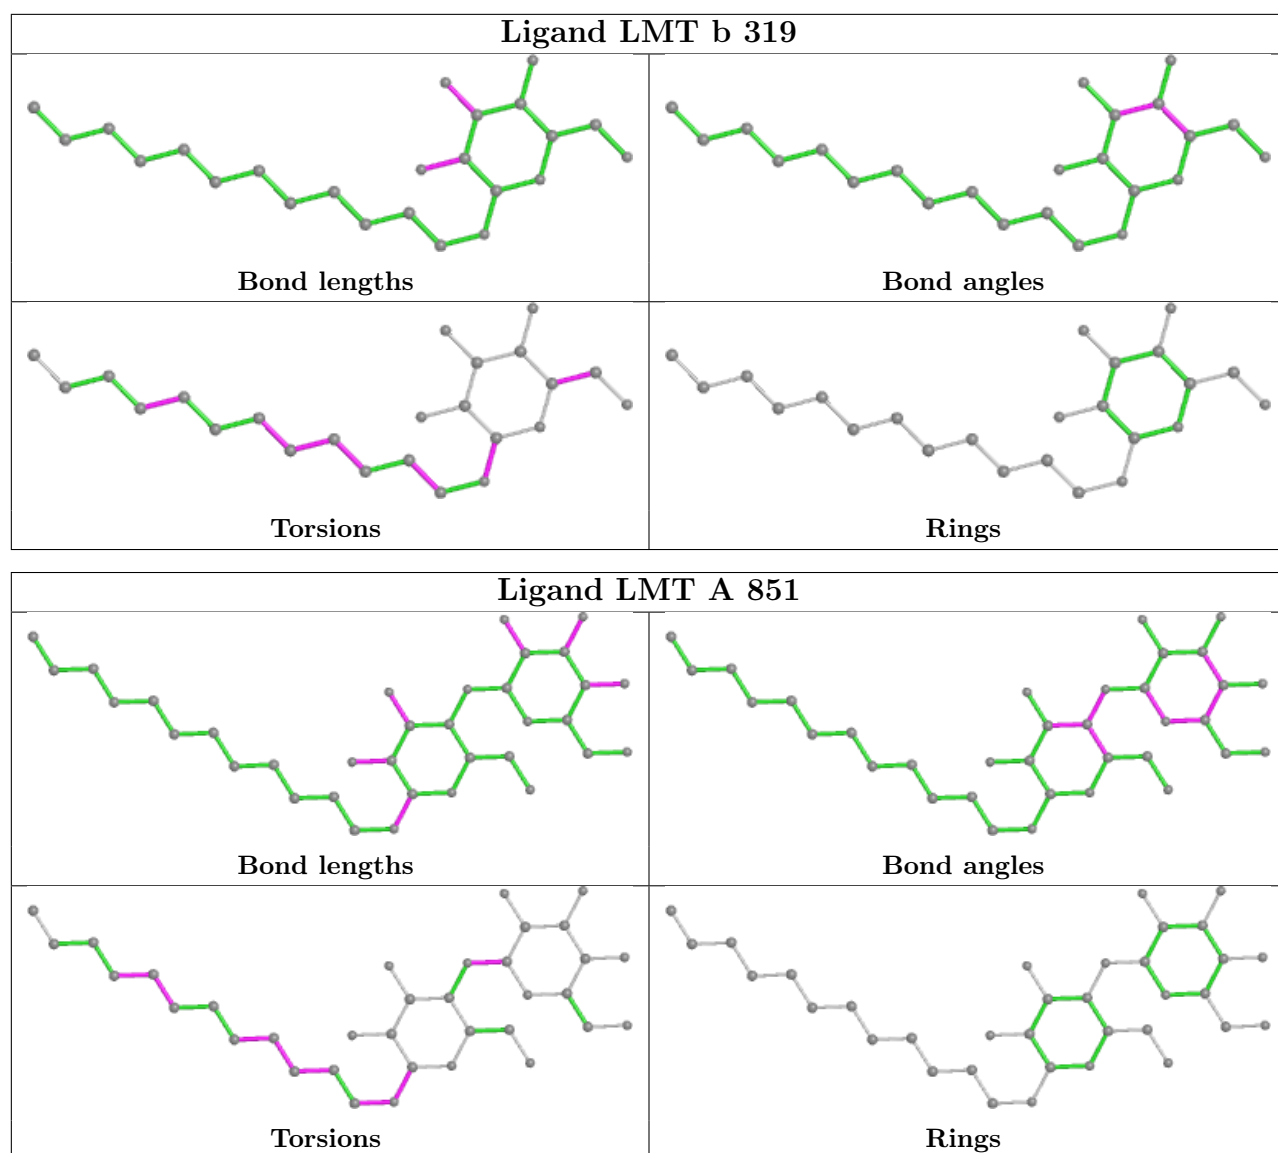 Ligand LMT b 319
Bond lengths
Bond angles
Torsions
Rings
Ligand LMT A 851
Bond lengths
Bond angles
Torsions
Rings